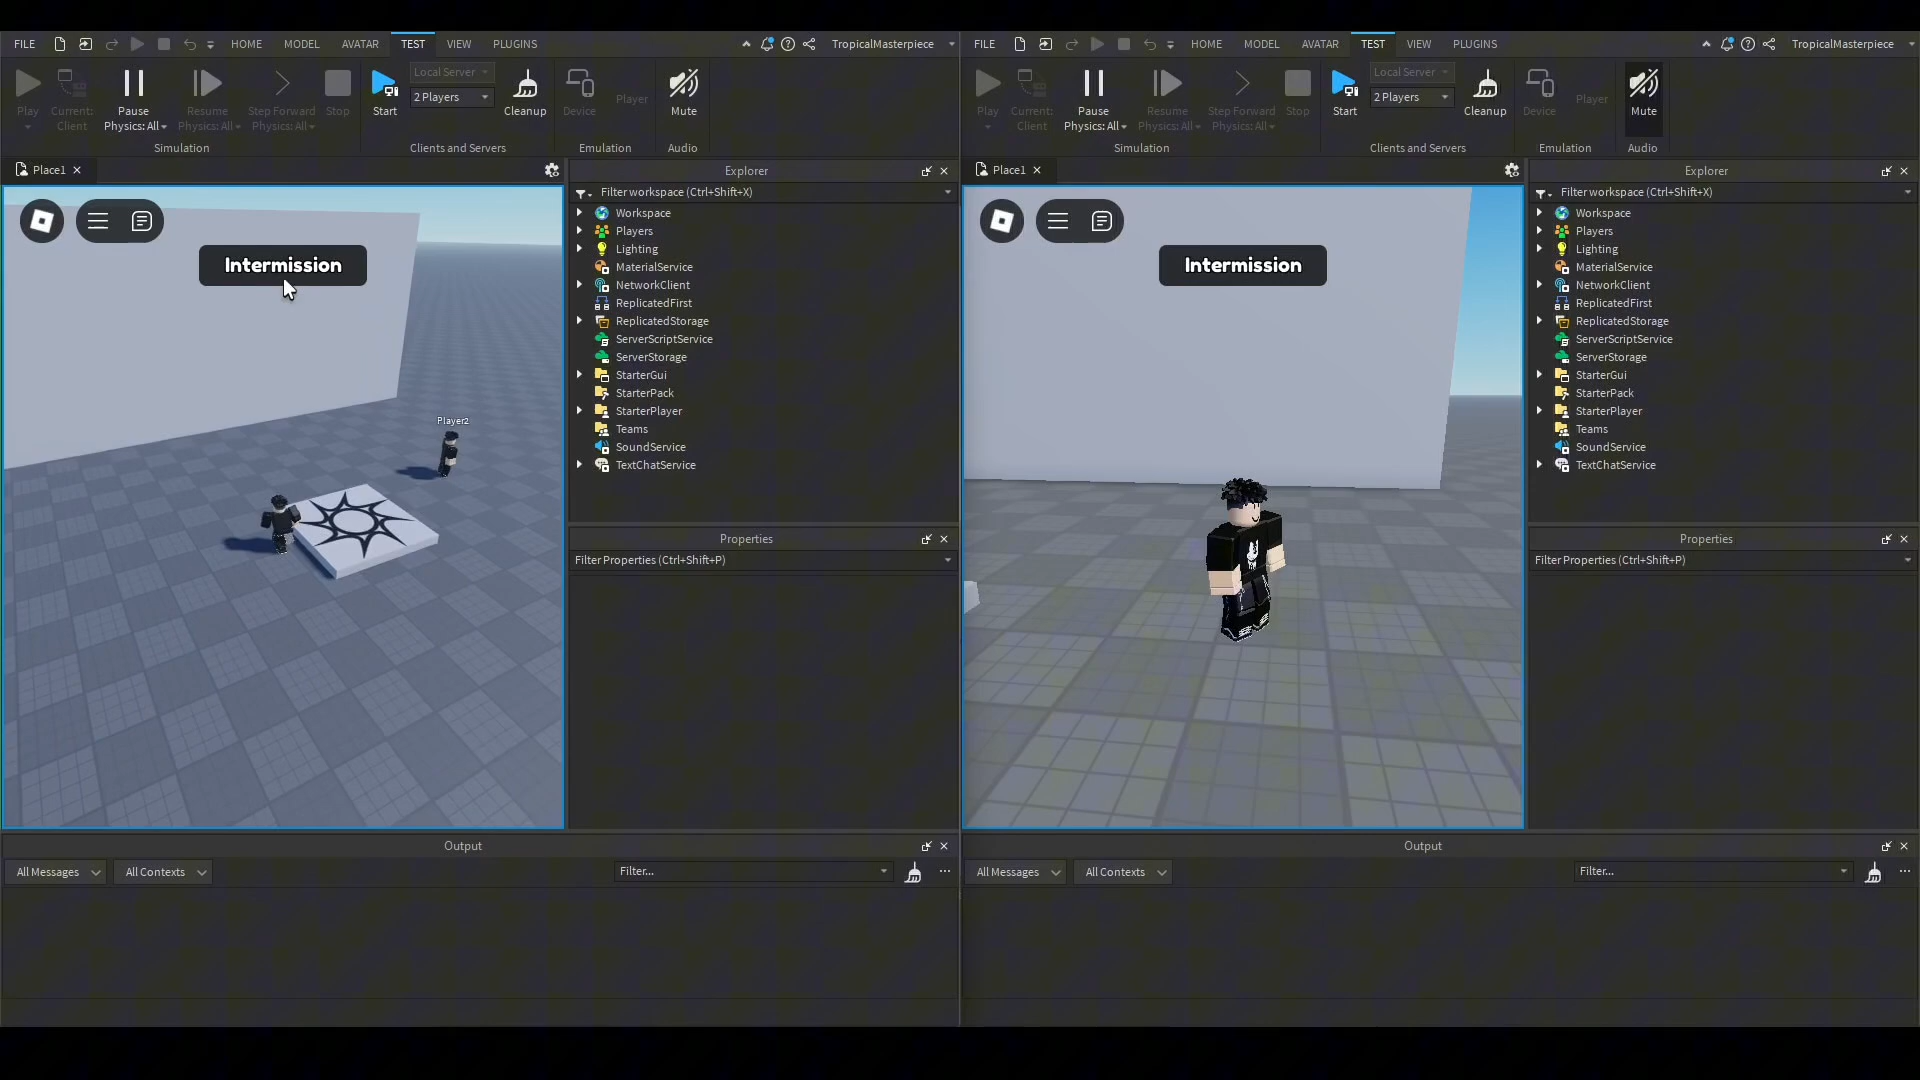 FILE HOME MODEL AVATAR TEST VIEW PLUGINS TropicalMasterpiece
Play Current: Client Pause Physics: All Resume Physics: All Step Forward Physics: All Stop
Simulation
Start Local Server 2 Players Cleanup
Clients and Servers
Device Player
Emulation
Mute
Audio
Place1
Intermission
Player2
Explorer
Filter workspace (Ctrl+Shift+X)
Workspace
Players
Lighting
MaterialService
NetworkClient
ReplicatedFirst
ReplicatedStorage
ServerScriptService
ServerStorage
StarterGui
StarterPack
StarterPlayer
Teams
SoundService
TextChatService
Properties
Filter Properties (Ctrl+Shift+P)
Output
All Messages All Contexts Filter...
FILE HOME MODEL AVATAR TEST VIEW PLUGINS TropicalMasterpiece
Play Current: Client Pause Physics: All Resume Physics: All Step Forward Physics: All Stop
Simulation
Start Local Server 2 Players Cleanup
Clients and Servers
Device Player
Emulation
Mute
Audio
Place1
Intermission
Explorer
Filter workspace (Ctrl+Shift+X)
Workspace
Players
Lighting
MaterialService
NetworkClient
ReplicatedFirst
ReplicatedStorage
ServerScriptService
ServerStorage
StarterGui
StarterPack
StarterPlayer
Teams
SoundService
TextChatService
Properties
Filter Properties (Ctrl+Shift+P)
Output
All Messages All Contexts Filter...